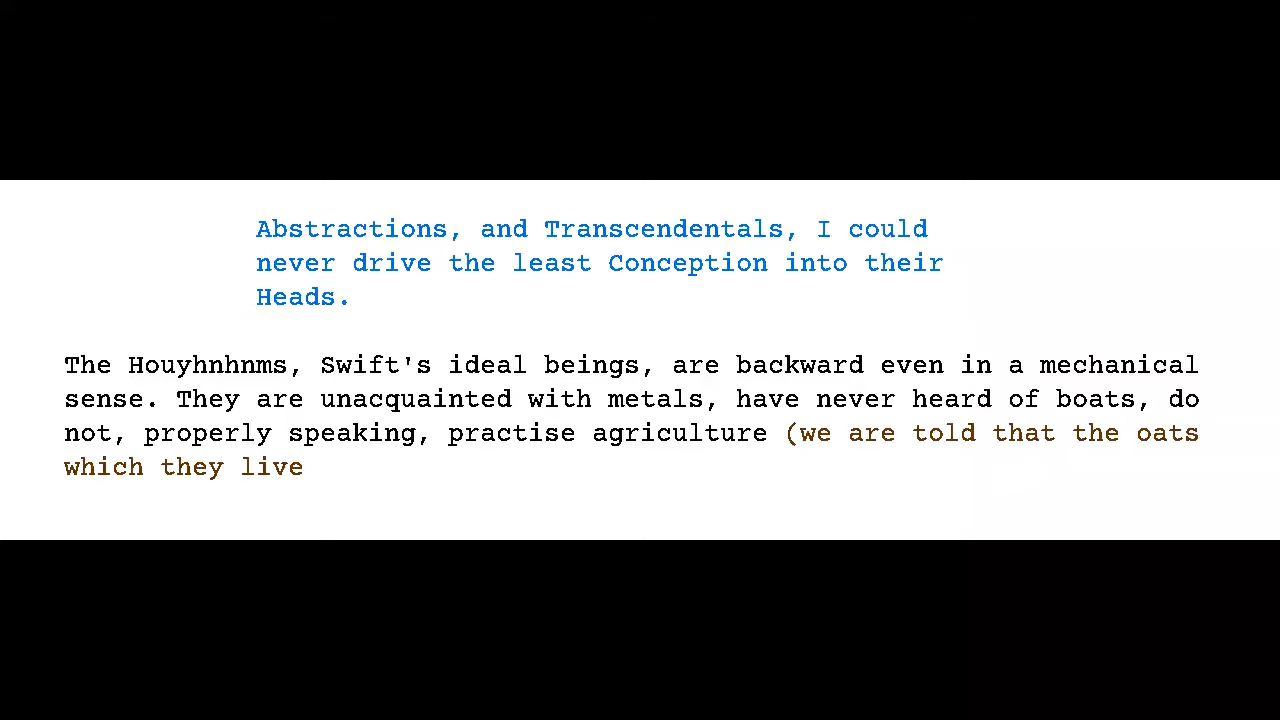 Abstractions, and Transcendentals, I could
never drive the least Conception into their
Heads.
The Houyhnhnms, Swift's ideal beings, are backward even in a mechanical
sense. They are unacquainted with metals, have never heard of boats, do
not, properly speaking, practise agriculture (we are told that the oats
which they live